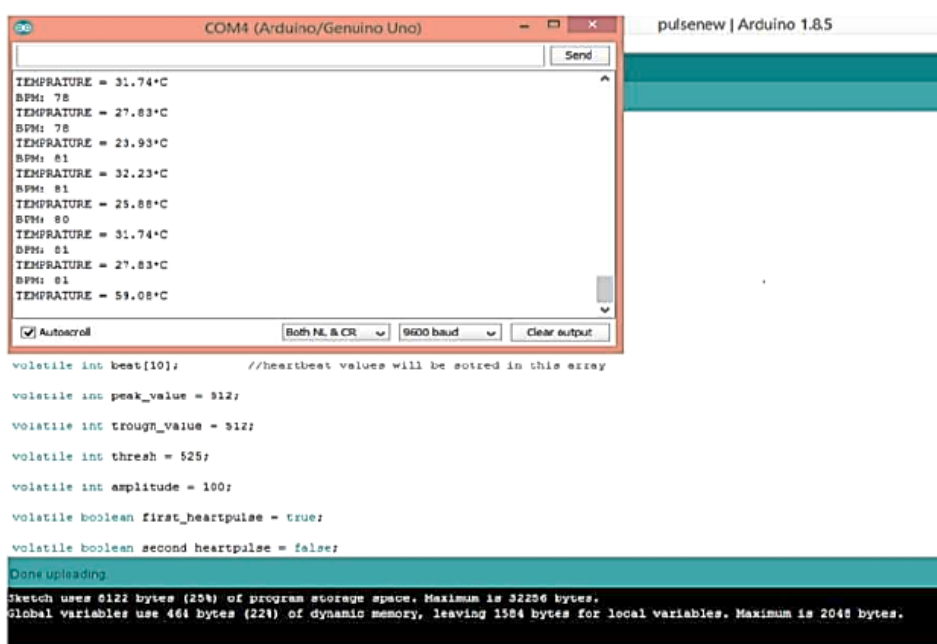 COM4 (Arduino/Genuino Uno)
pulsenew | Arduino 1.8.5
Send
TEMPRATURE = 31.74*C
BPM: 78
TEMPRATURE = 27.83*C
BPM: 78
TEMPRATURE = 23.93*C
BPM: 81
TEMPRATURE = 32.23*C
BPM: 81
TEMPRATURE = 25.88*C
BPM: 80
TEMPRATURE = 31.74*C
BPM: 81
TEMPRATURE = 27.83*C
BPM: 81
TEMPRATURE = 59.08*C
Autoscroll
Both NL & CR
9600 baud
Clear output
volatile int beat[10]; //heartbeat values will be sotred in this array
volatile int peak_value = 512;
volatile int trough_value = 512;
volatile int thresh = 525;
volatile int amplitude = 100;
volatile boolean first_heartpulse = true;
volatile boolean second_heartpulse = false;
Done uploading.
Sketch uses 8122 bytes (25%) of program storage space. Maximum is 32256 bytes.
Global variables use 464 bytes (22%) of dynamic memory, leaving 1584 bytes for local variables. Maximum is 2048 bytes.